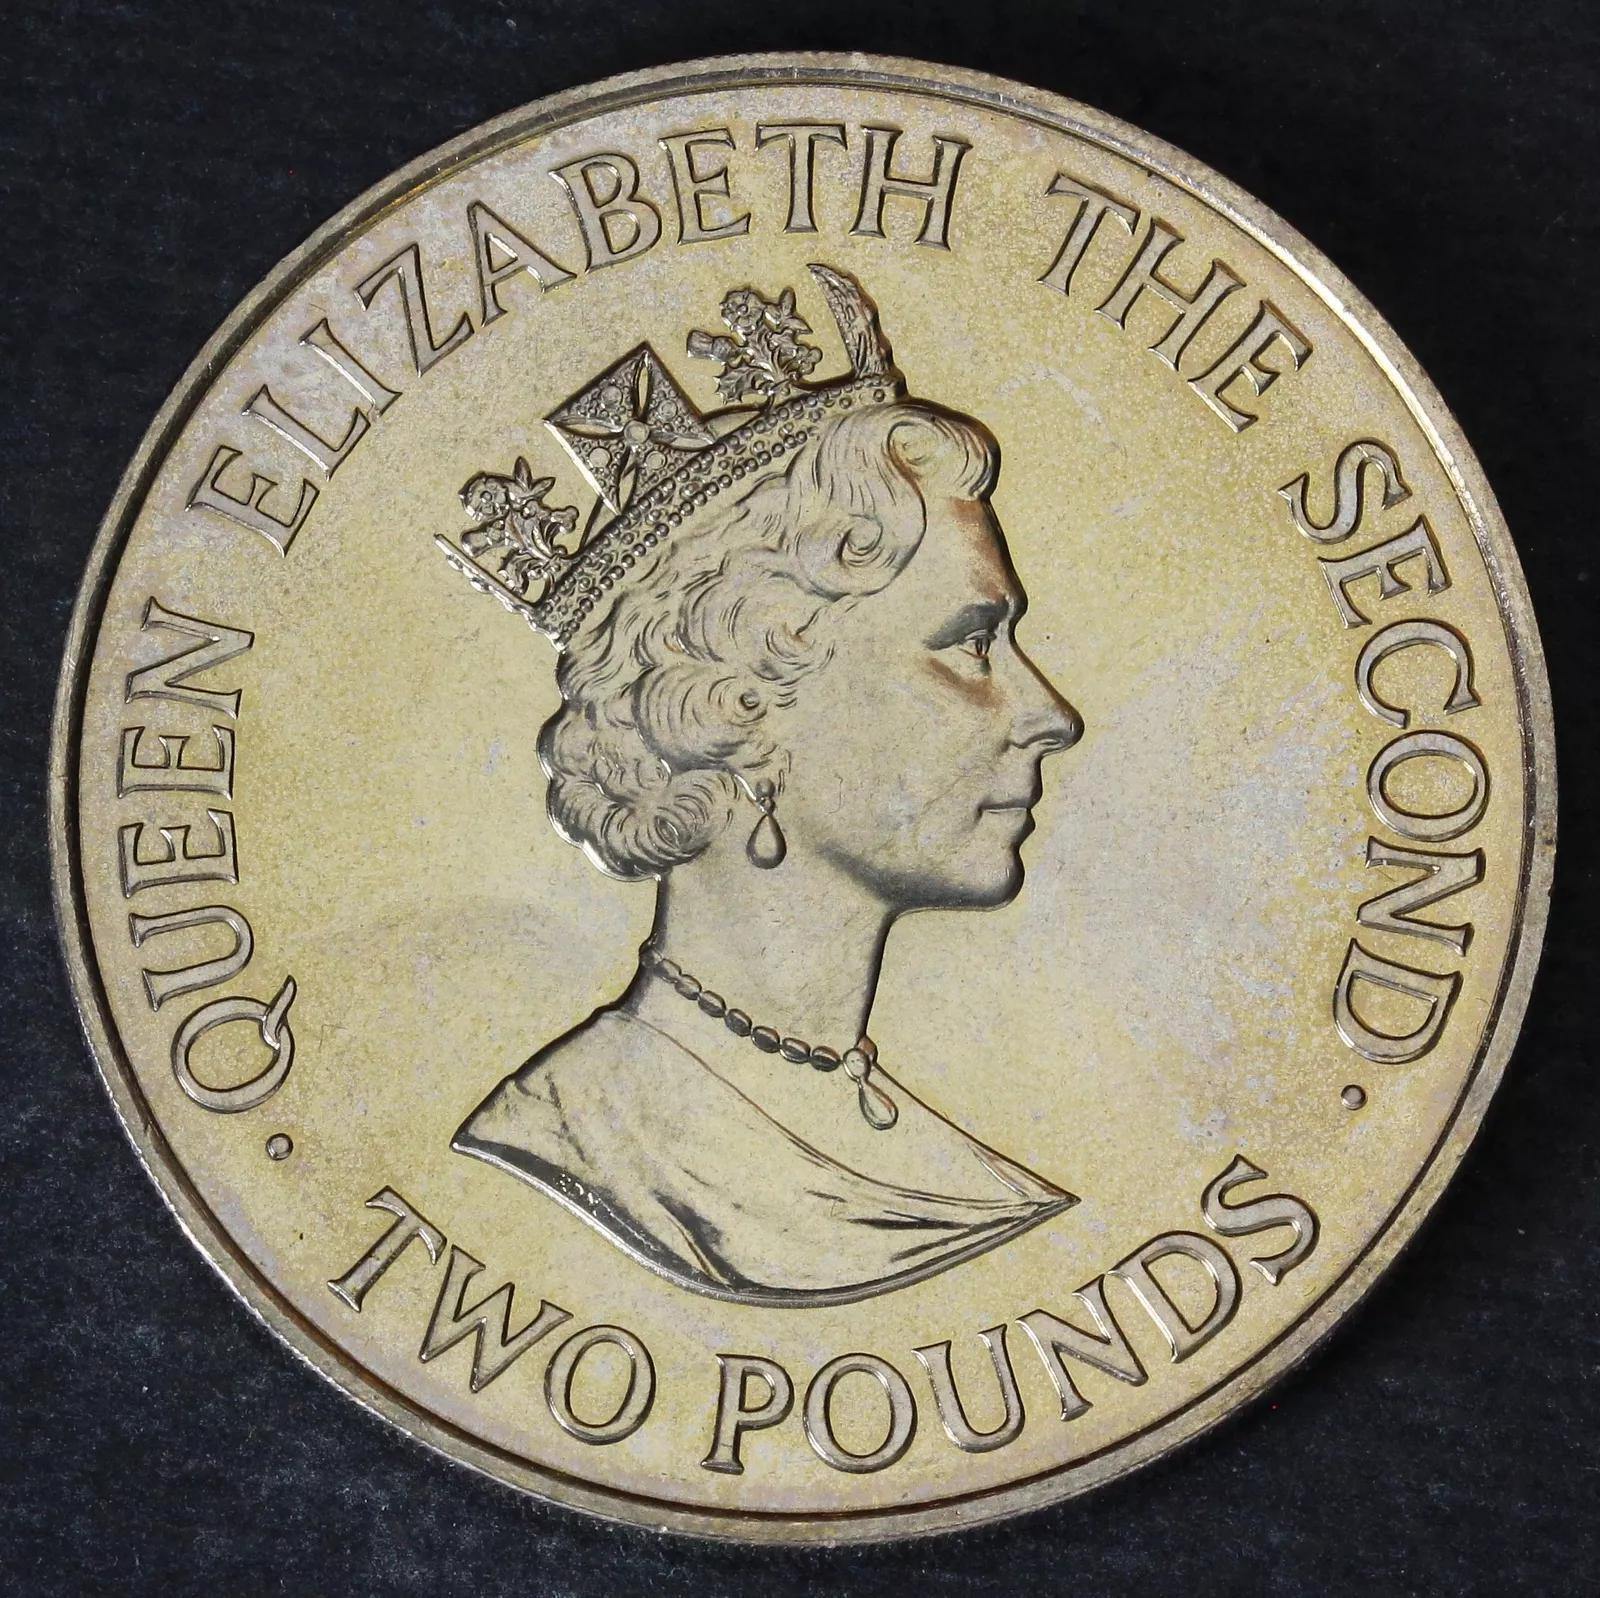 · QUEEN ELIZABETH THE SECOND ·
TWO POUNDS